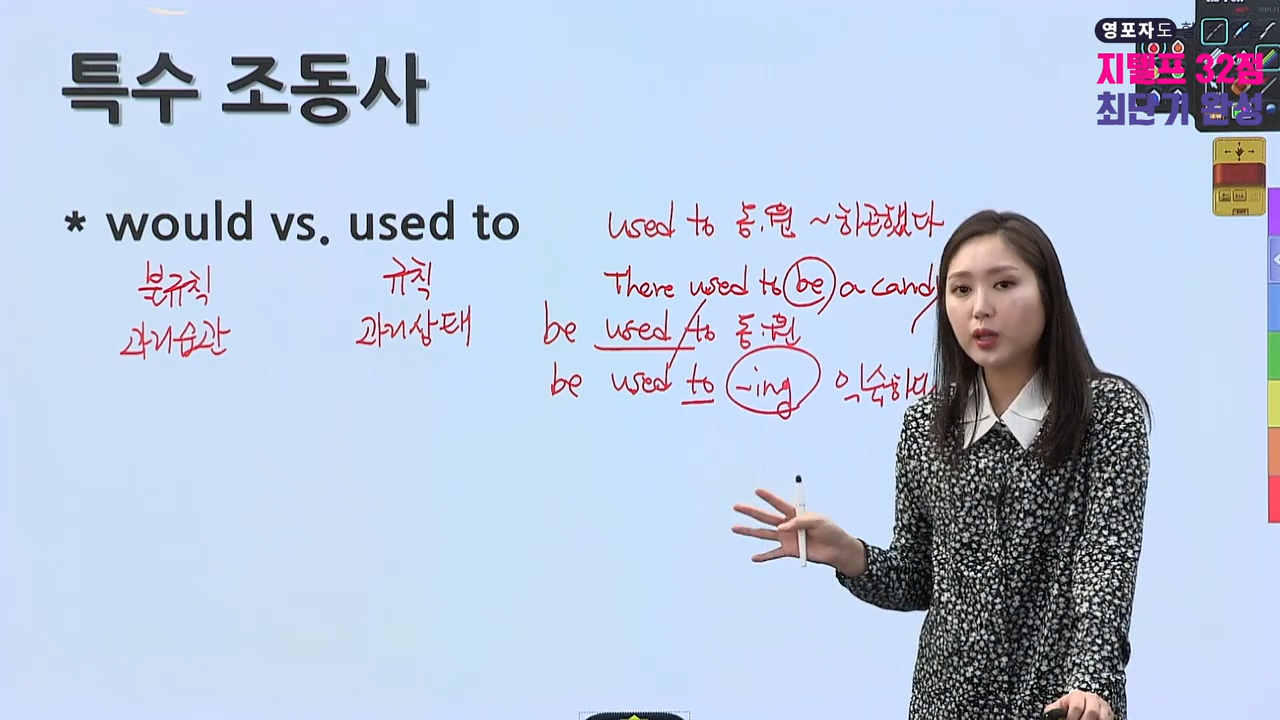 특수 조동사
영포자도
지텔프 32점
최단기 완성
* would vs. used to
불규칙 규칙
과거습관 과거상태
used to 동.원 ~하곤했다
There used to be a cand
be used to 동.원
be used to -ing 익숙하다